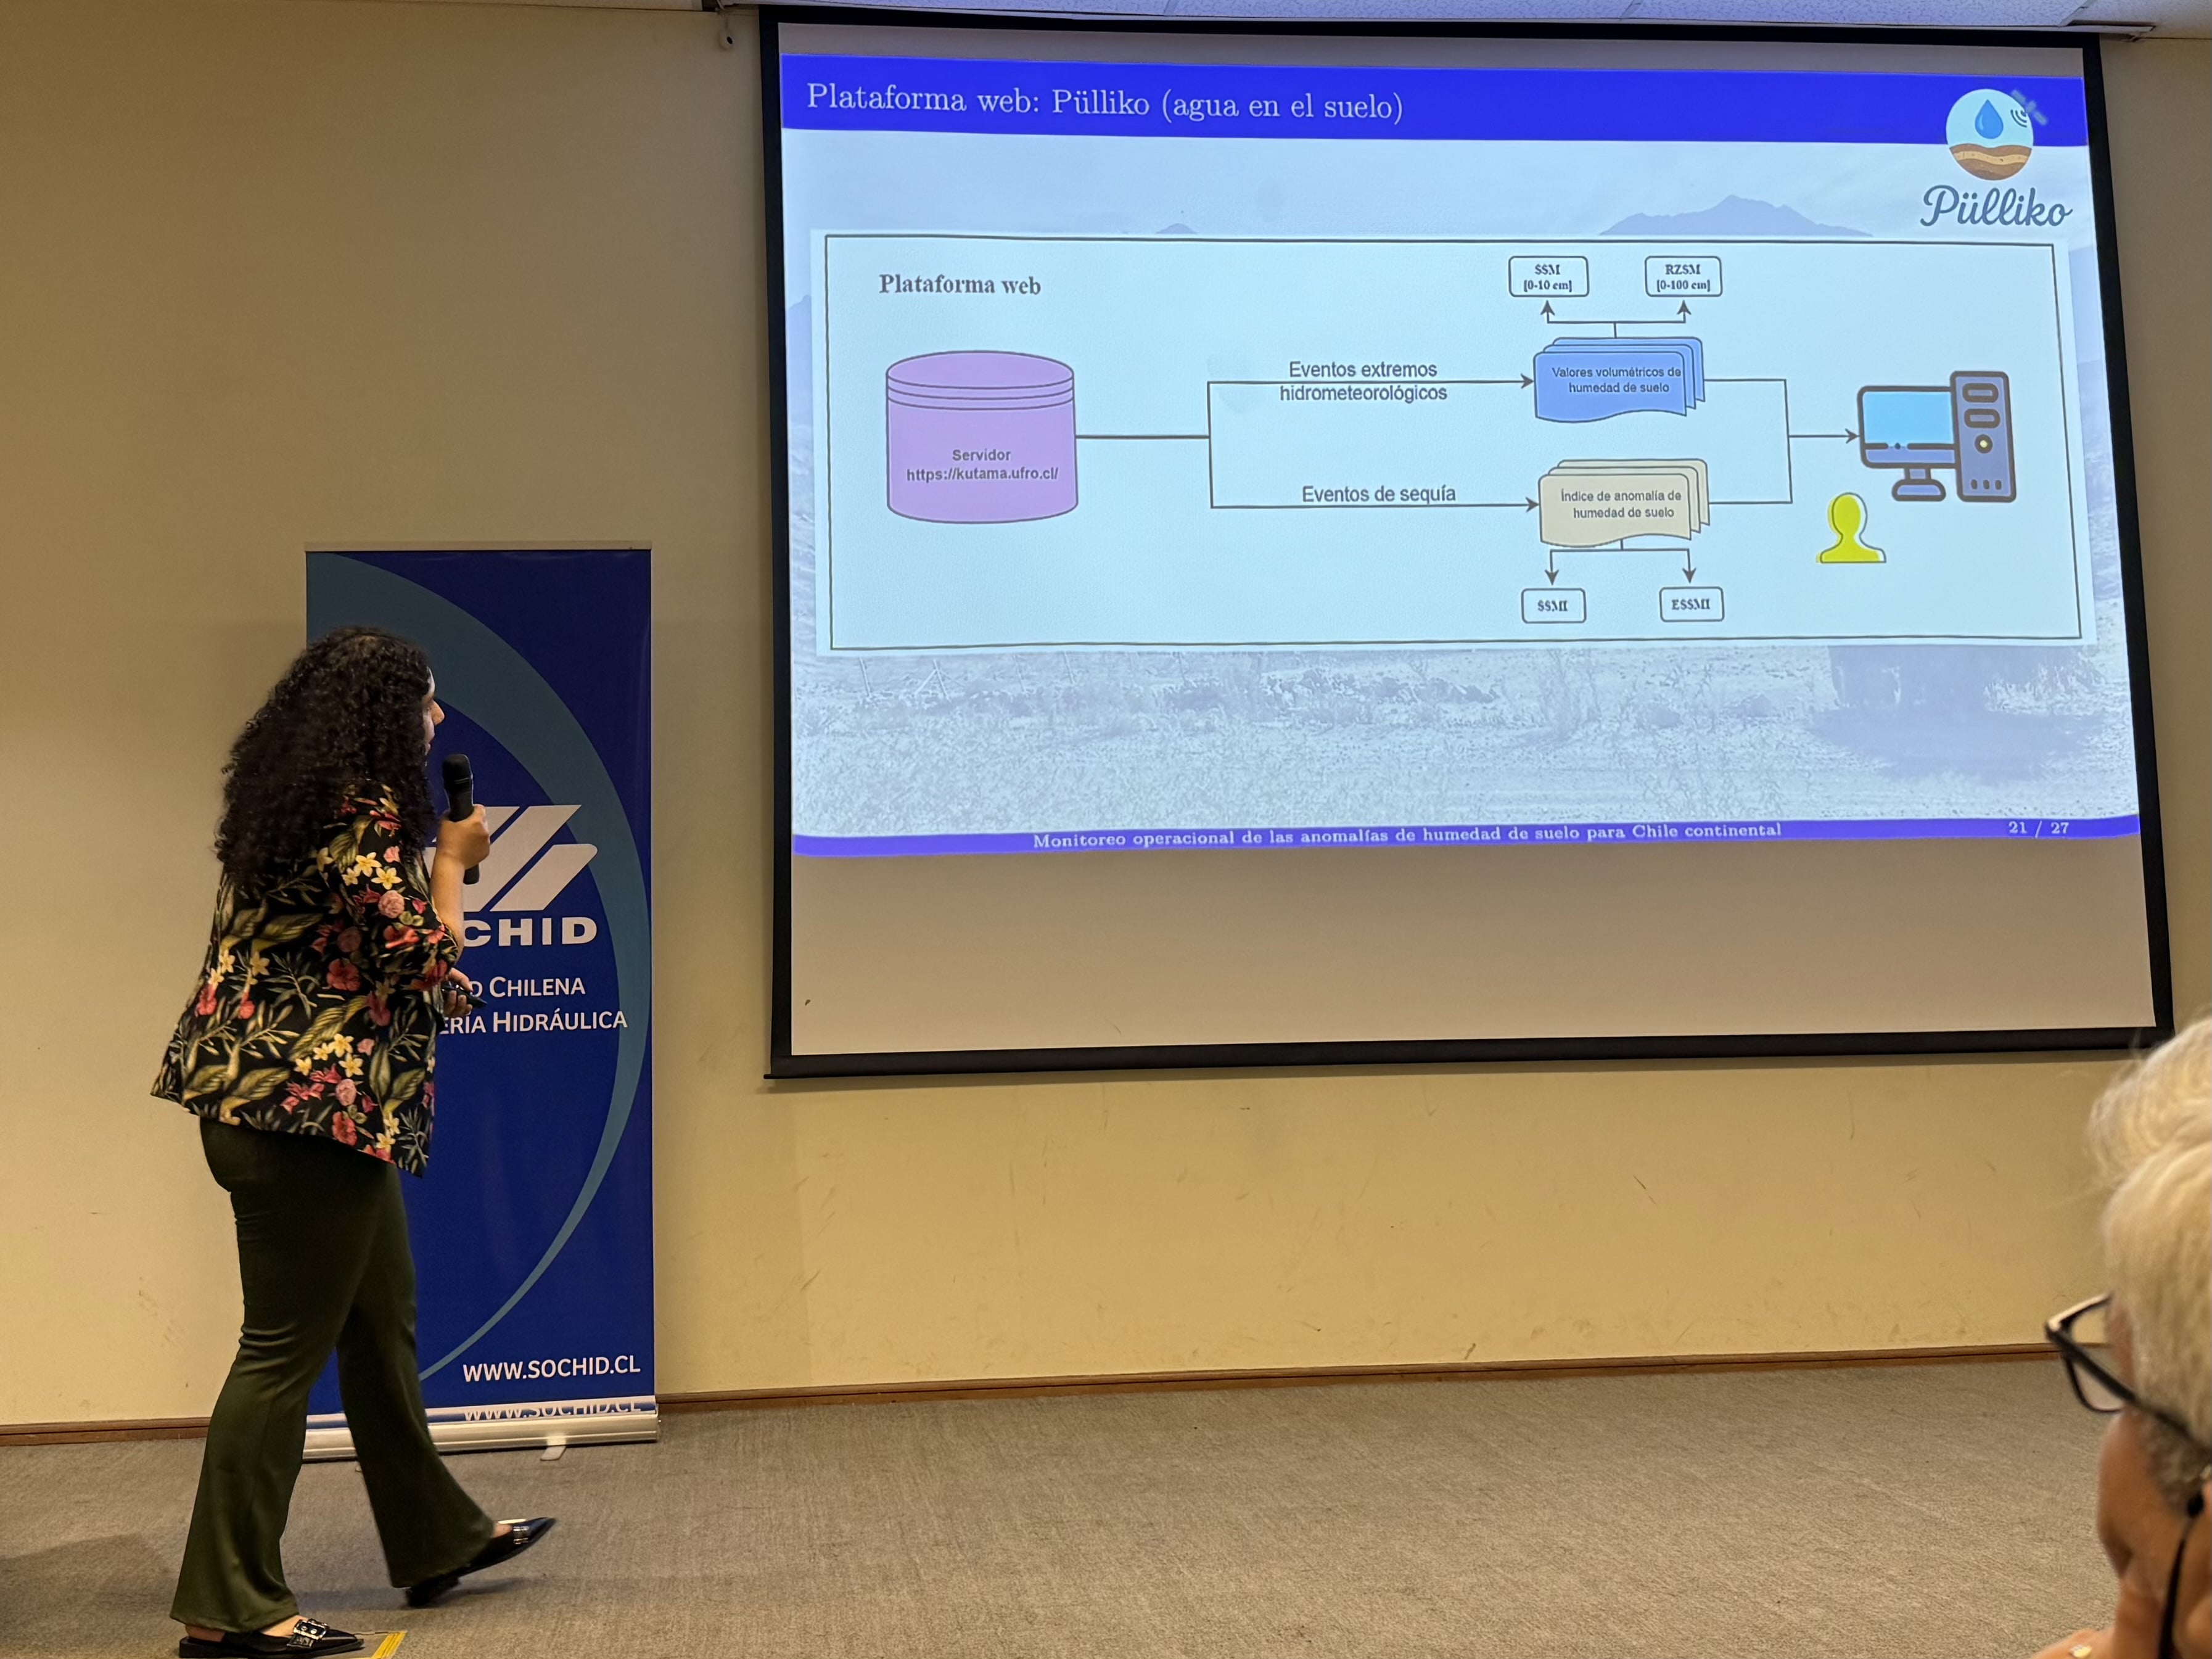 Plataforma web: Pülliko (agua en el suelo)
Pülliko
Plataforma web
SSM
[0-10 cm]
RZSM
[0-100 cm]
Eventos extremos
hidrometeorológicos
Valores volumétricos de
humedad de suelo
Servidor
https://kutama.ufro.cl/
Eventos de sequía
Índice de anomalía de
humedad de suelo
SSMI
ESSMI
Monitoreo operacional de las anomalías de humedad de suelo para Chile continental
21 / 27
CHID
D CHILENA
ERÍA HIDRÁULICA
WWW.SOCHID.CL
WWW.SOCHID.CL